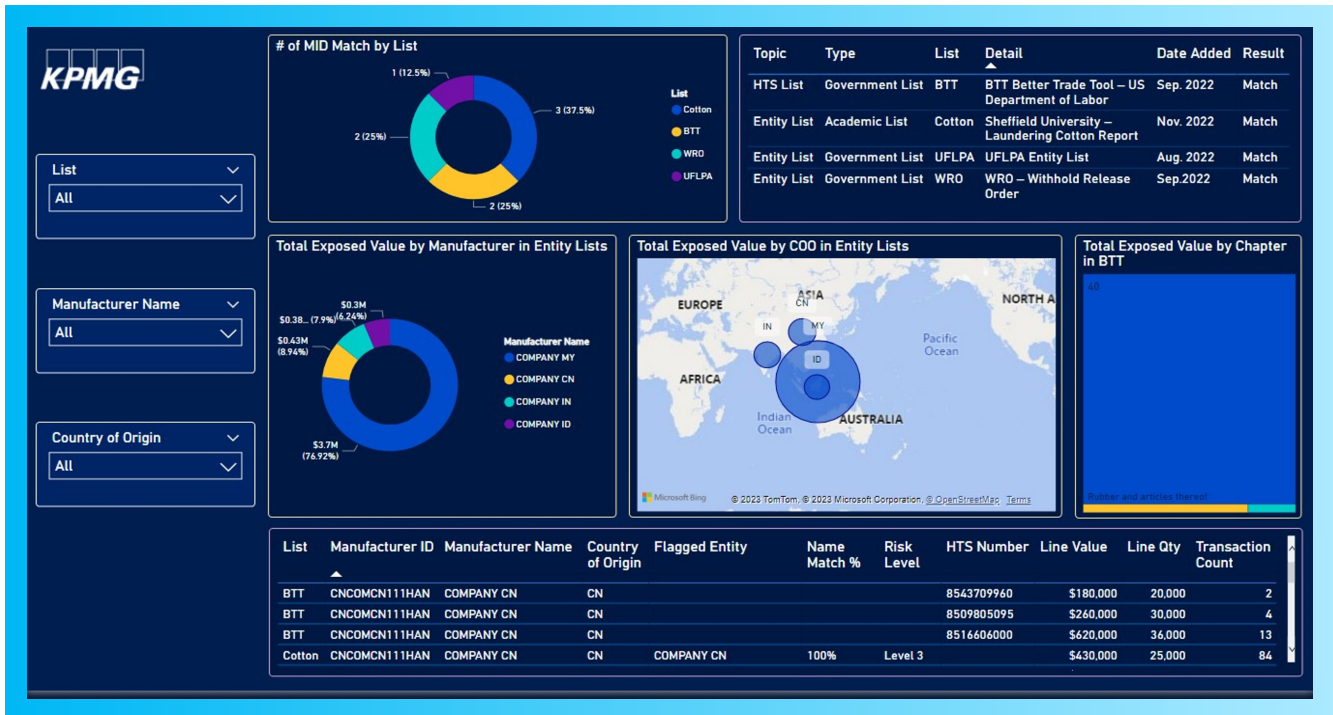 KPMG
List
All
Manufacturer Name
All
Country of Origin
All
# of MID Match by List
1 (12.5%)
3 (37.5%)
2 (25%)
2 (25%)
List
Cotton
BTT
WRO
UFLPA
Topic Type List Detail Date Added Result
HTS List Government List BTT BTT Better Trade Tool – US Sep. 2022 Match
Department of Labor
Entity List Academic List Cotton Sheffield University – Nov. 2022 Match
Laundering Cotton Report
Entity List Government List UFLPA UFLPA Entity List Aug. 2022 Match
Entity List Government List WRO WRO – Withhold Release Sep.2022 Match
Order
Total Exposed Value by Manufacturer in Entity Lists
$0.3M
(6.24%)
$0.38... (7.9%)
$0.43M
(8.94%)
$3.7M
(76.92%)
Manufacturer Name
COMPANY MY
COMPANY CN
COMPANY IN
COMPANY ID
Total Exposed Value by COO in Entity Lists
EUROPE
ASIA
CN
NORTH A
IN
MY
Pacific
Ocean
ID
AFRICA
Indian
Ocean
AUSTRALIA
Microsoft Bing
© 2023 TomTom, © 2023 Microsoft Corporation, © OpenStreetMap Terms
Total Exposed Value by Chapter
in BTT
40
Rubber and articles thereof
List Manufacturer ID Manufacturer Name Country Flagged Entity Name Risk HTS Number Line Value Line Qty Transaction
of Origin Match % Level Count
BTT CNCOMCN111HAN COMPANY CN CN 8543709960 $180,000 20,000 2
BTT CNCOMCN111HAN COMPANY CN CN 8509805095 $260,000 30,000 4
BTT CNCOMCN111HAN COMPANY CN CN 8516606000 $620,000 36,000 13
Cotton CNCOMCN111HAN COMPANY CN CN COMPANY CN 100% Level 3 $430,000 25,000 84